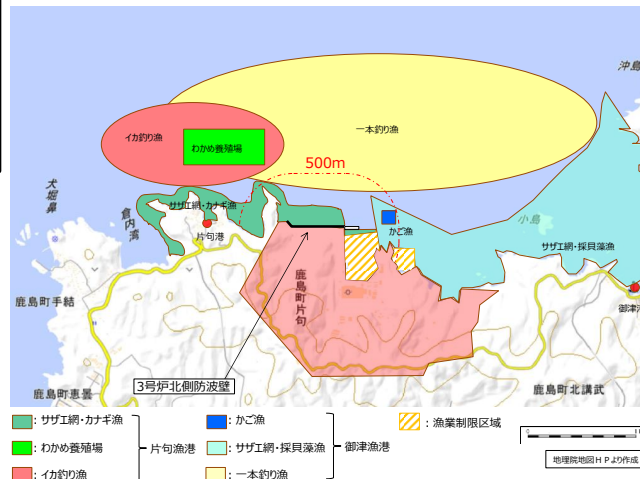 沖島
イカ釣り漁
わかめ養殖場
一本釣り漁
500m
犬堀鼻
倉内湾
サザエ網・カナギ漁
片句港
かご漁
小島
サザエ網・採貝藻漁
鹿島町片句
鹿島町手結
御津港
3号炉北側防波壁
鹿島町恵曇
鹿島町北講武
：サザエ網・カナギ漁
：わかめ養殖場
：イカ釣り漁
片句漁港
：かご漁
：サザエ網・採貝藻漁
：一本釣り漁
御津漁港
：漁業制限区域
0
地理院地図ＨＰより作成